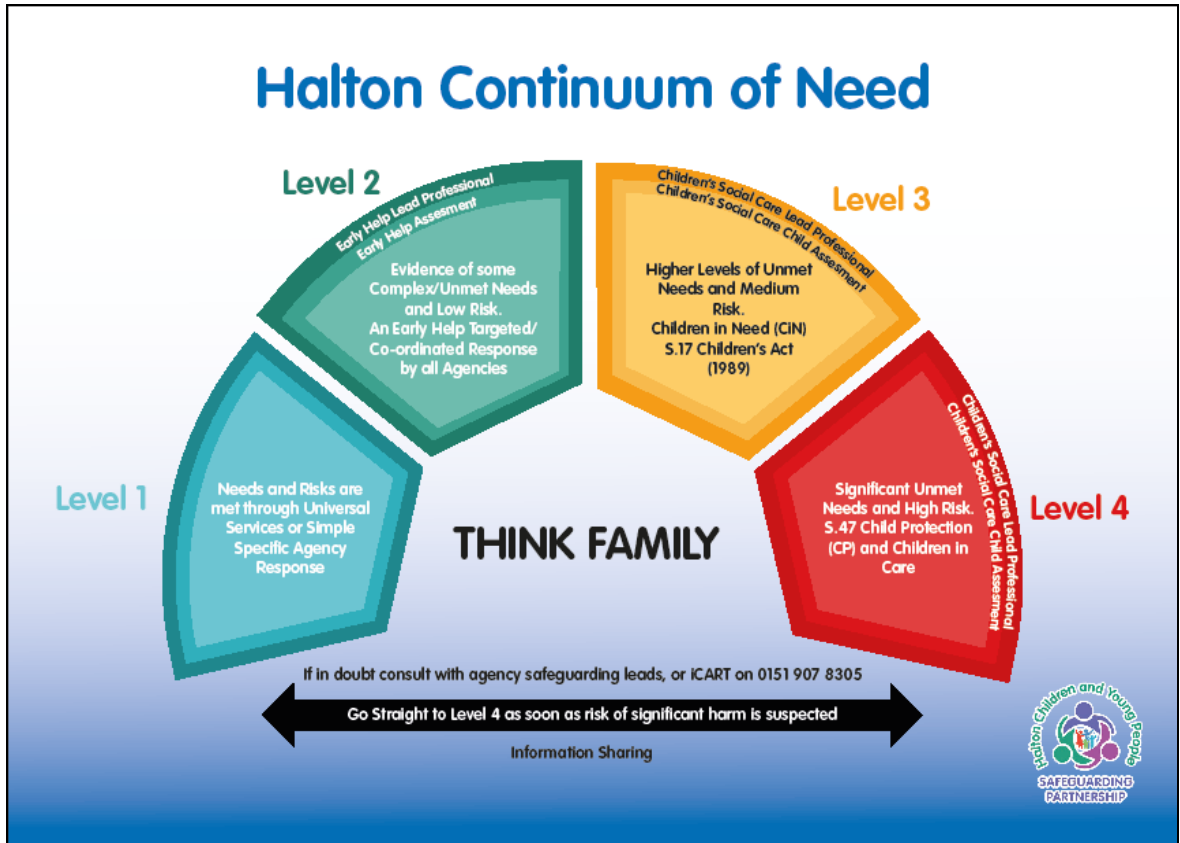 Halton Continuum of Need
Level 1
Needs and Risks are
met through Universal
Services or Simple
Specific Agency
Response
Level 2
Early Help Lead Professional
Early Help Assesment
Evidence of some
Complex/Unmet Needs
and Low Risk.
An Early Help Targeted/
Co-ordinated Response
by all Agencies
Level 3
Children's Social Care Lead Professional
Children's Social Care Child Assesment
Higher Levels of Unmet
Needs and Medium
Risk.
Children in Need (CiN)
S.17 Children's Act
(1989)
Level 4
Children's Social Care Lead Professional
Children's Social Care Child Assesment
Significant Unmet
Needs and High Risk.
S.47 Child Protection
(CP) and Children in
Care
THINK FAMILY
If in doubt consult with agency safeguarding leads, or iCART on 0151 907 8305
Go Straight to Level 4 as soon as risk of significant harm is suspected
Information Sharing
Halton Children and Young People
SAFEGUARDING
PARTNERSHIP